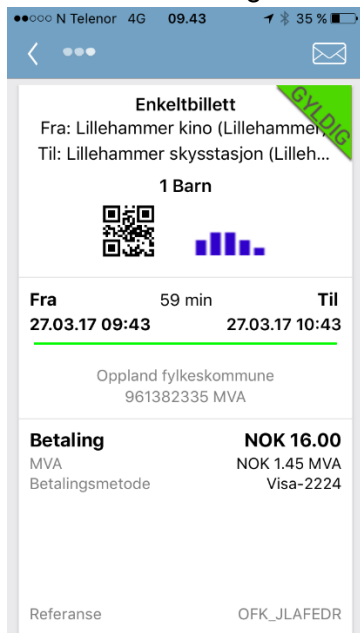 N Telenor 4G 09.43 35 %
Enkeltbillett
GYLDIG
Fra: Lillehammer kino (Lillehammer,
Til: Lillehammer skysstasjon (Lilleh...
1 Barn
Fra 59 min Til
27.03.17 09:43 27.03.17 10:43
Oppland fylkeskommune
961382335 MVA
Betaling NOK 16.00
MVA NOK 1.45 MVA
Betalingsmetode Visa-2224
Referanse OFK_JLAFEDR